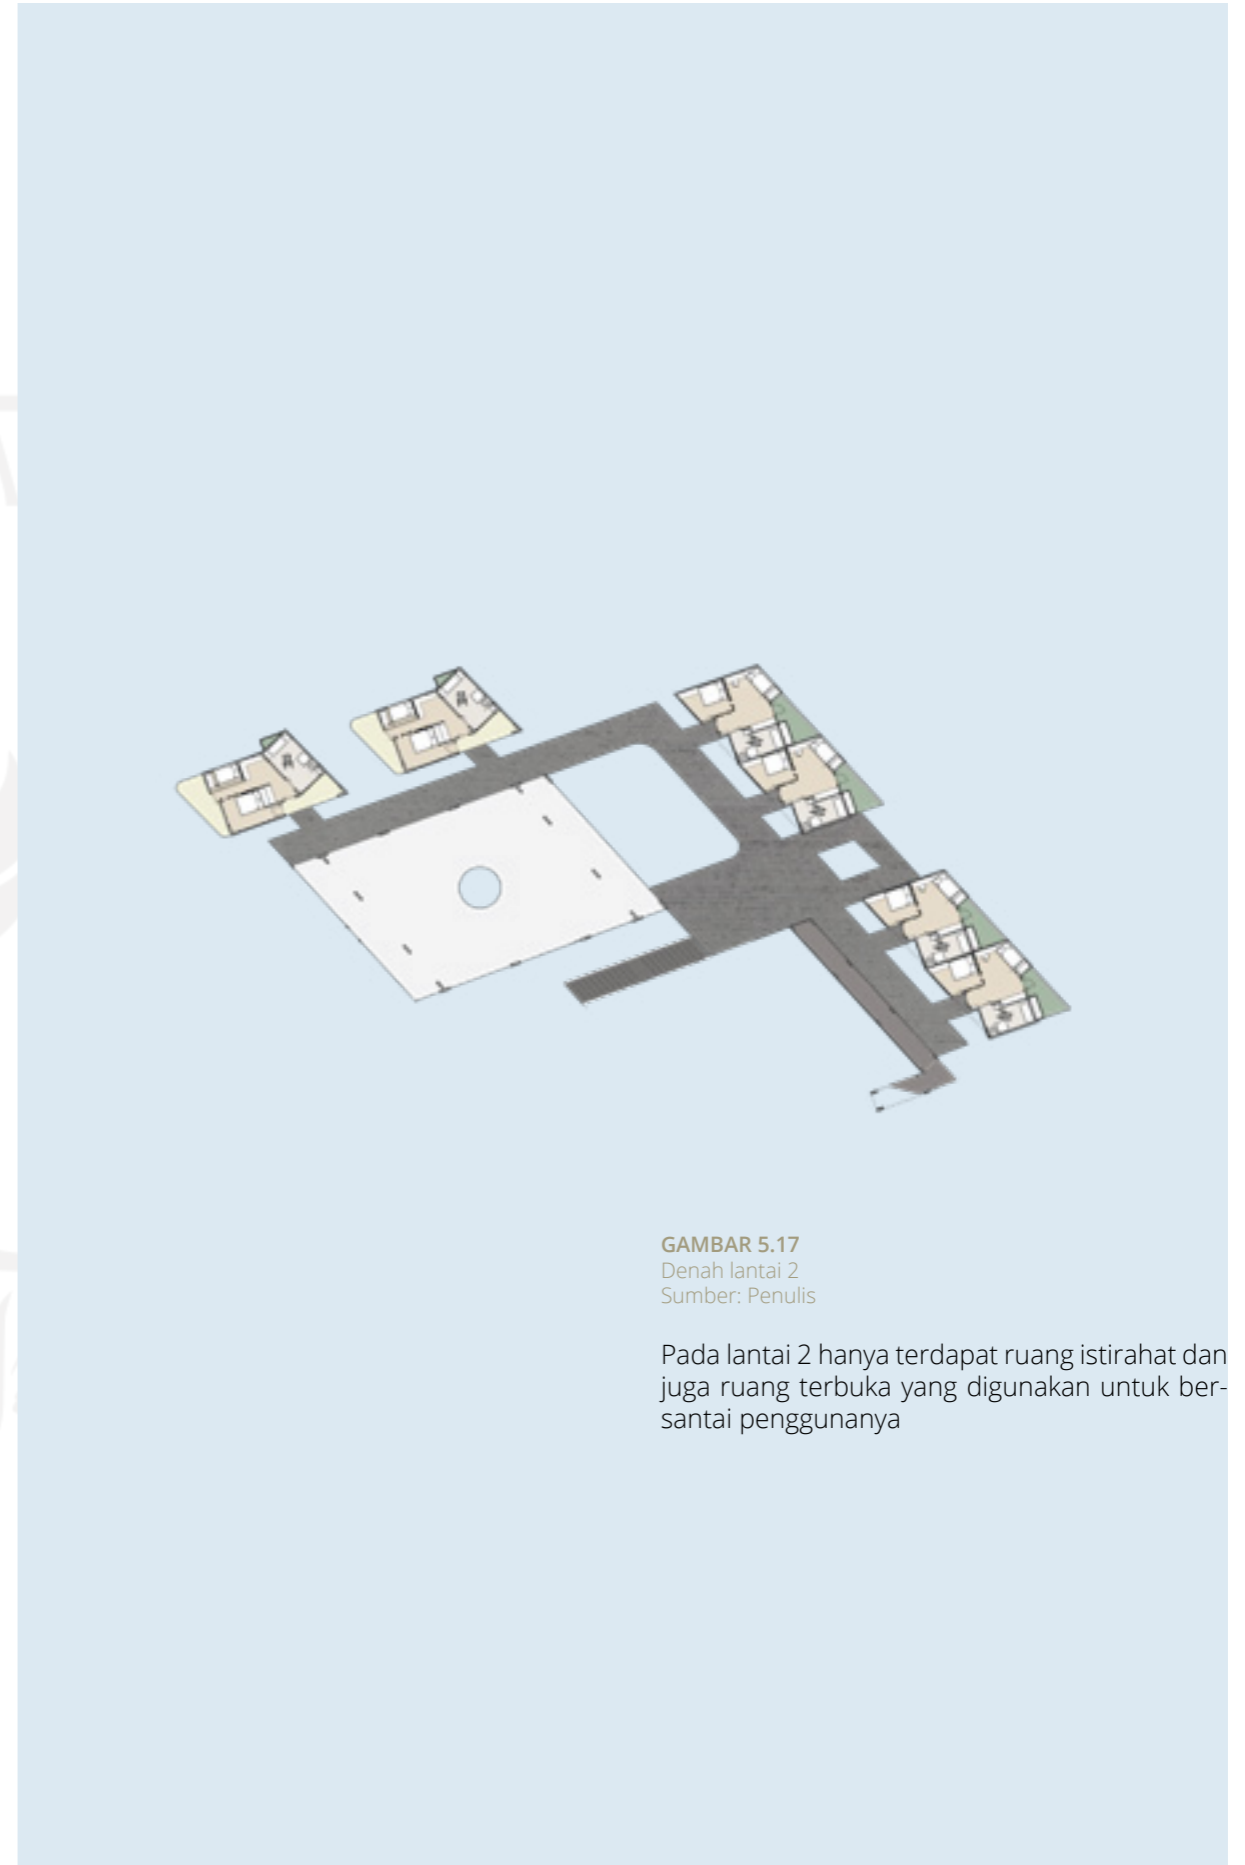 GAMBAR 5.17
Denah lantai 2
Sumber: Penulis
Pada lantai 2 hanya terdapat ruang istirahat dan
juga ruang terbuka yang digunakan untuk ber-
santai penggunanya